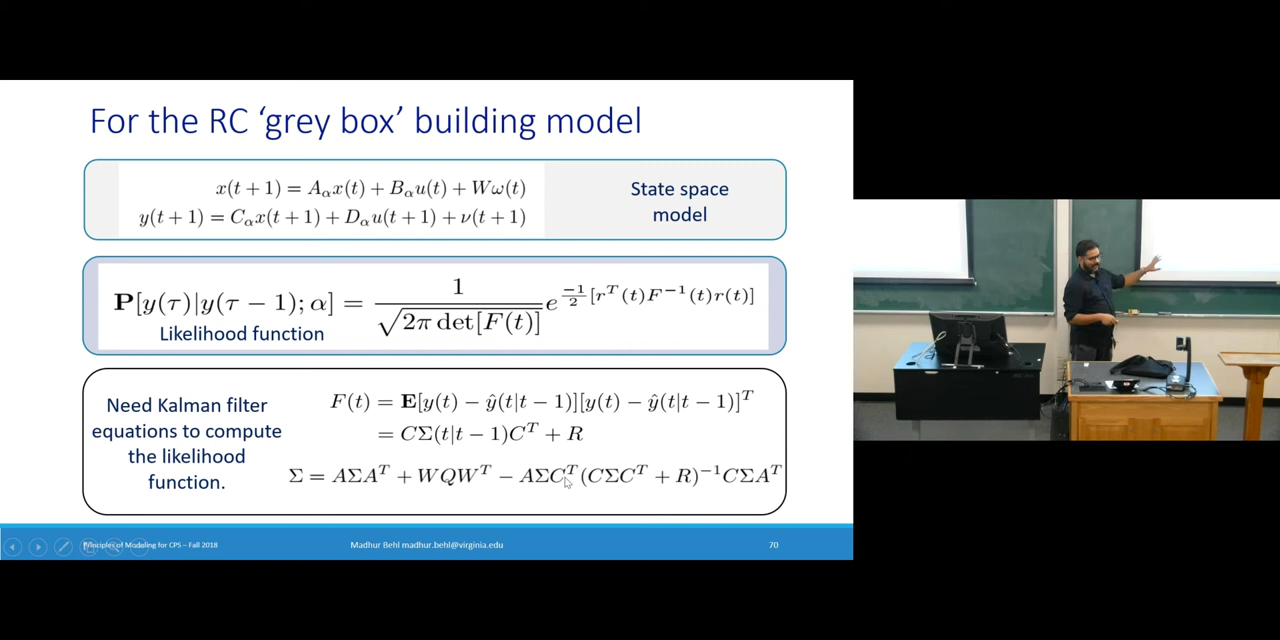 For the RC ‘grey box’ building model
x(t + 1) = A_α x(t) + B_α u(t) + Wω(t)
y(t + 1) = C_α x(t + 1) + D_α u(t + 1) + ν(t + 1)
State space
model
P[y(τ)|y(τ − 1); α] = 1 / √(2π det[F(t)]) e^{−1/2 [r^T(t)F^{−1}(t)r(t)]}
Likelihood function
Need Kalman filter
equations to compute
the likelihood
function.
F(t) = E[y(t) − ŷ(t|t − 1)][y(t) − ŷ(t|t − 1)]^T
= CΣ(t|t − 1)C^T + R
Σ = AΣA^T + WQW^T − AΣC^T(CΣC^T + R)^{−1}CΣA^T
Principles of Modeling for CPS – Fall 2018
Madhur Behl madhur.behl@virginia.edu
70